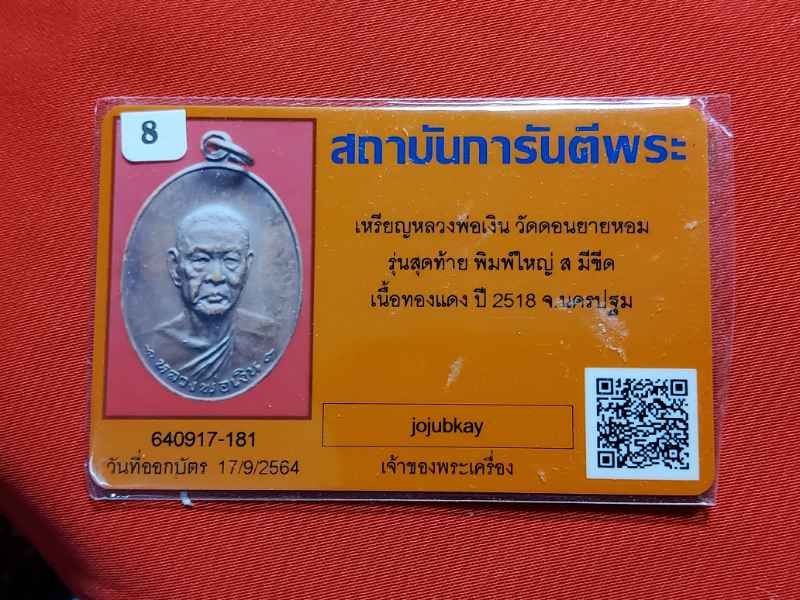 8
สถาบันการันตีพระ
เหรียญหลวงพ่อเงิน วัดดอนยายหอม
รุ่นสุดท้าย พิมพ์ใหญ่ ส มีขีด
เนื้อทองแดง ปี 2518 จ.นครปฐม
หลวงพ่อเงิน
640917-181
วันที่ออกบัตร 17/9/2564
jojubkay
เจ้าของพระเครื่อง